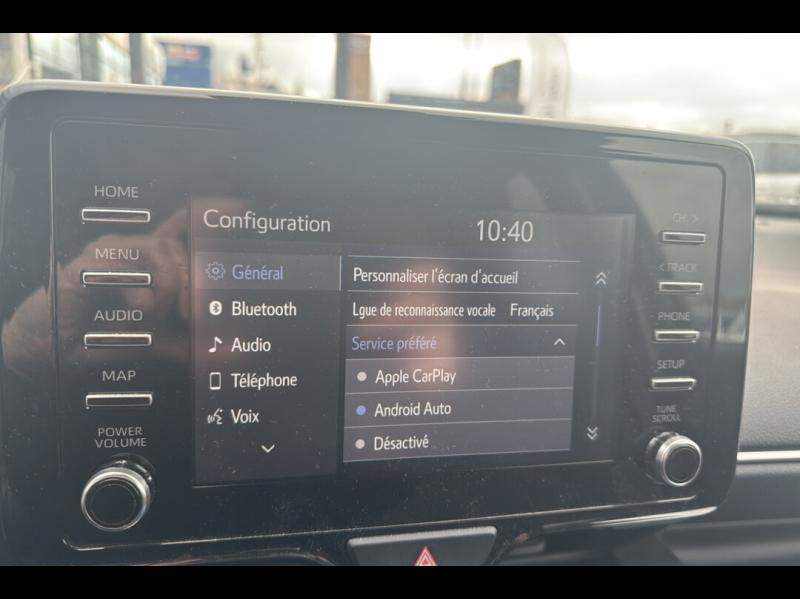 HOME
MENU
AUDIO
MAP
POWER
VOLUME
Configuration
10:40
Général
Bluetooth
Audio
Téléphone
Voix
Personnaliser l'écran d'accueil
Lgue de reconnaissance vocale Français
Service préféré
Apple CarPlay
Android Auto
Désactivé
CH. >
< TRACK
PHONE
SETUP
TUNE
SCROLL